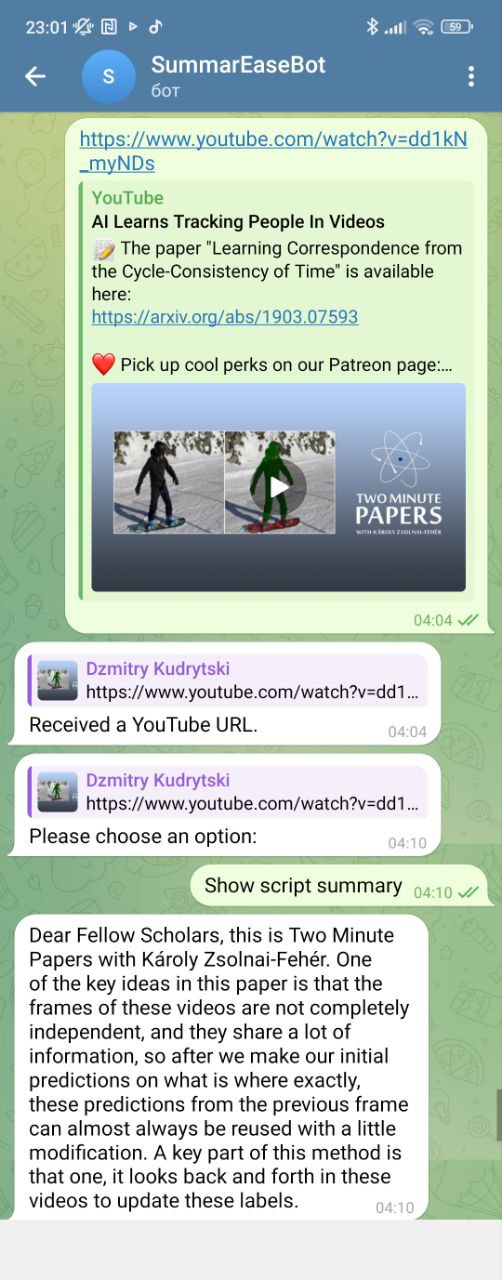 23:01
59
S
SummarEaseBot
бот
https://www.youtube.com/watch?v=dd1kN
_myNDs
YouTube
AI Learns Tracking People In Videos
📝 The paper "Learning Correspondence from
the Cycle-Consistency of Time" is available
here:
https://arxiv.org/abs/1903.07593
❤️ Pick up cool perks on our Patreon page:...
TWO MINUTE
PAPERS
WITH KÁROLY ZSOLNAI-FEHÉR
04:04
Dzmitry Kudrytski
https://www.youtube.com/watch?v=dd1...
Received a YouTube URL.
04:04
Dzmitry Kudrytski
https://www.youtube.com/watch?v=dd1...
Please choose an option:
04:10
Show script summary 04:10
Dear Fellow Scholars, this is Two Minute
Papers with Károly Zsolnai-Fehér. One
of the key ideas in this paper is that the
frames of these videos are not completely
independent, and they share a lot of
information, so after we make our initial
predictions on what is where exactly,
these predictions from the previous frame
can almost always be reused with a little
modification. A key part of this method is
that one, it looks back and forth in these
videos to update these labels.
04:10